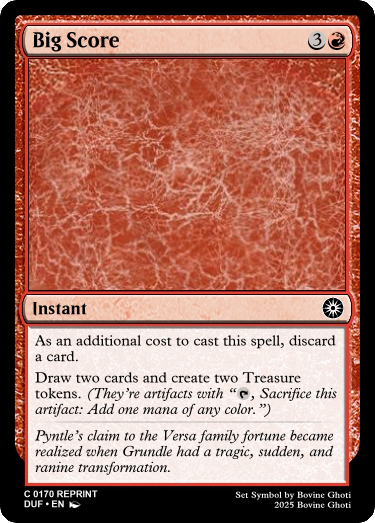 Big Score 3
Instant
As an additional cost to cast this spell, discard
a card.
Draw two cards and create two Treasure
tokens. (They're artifacts with “, Sacrifice this
artifact: Add one mana of any color.”)
Pyntle's claim to the Versa family fortune became
realized when Grundle had a tragic, sudden, and
ranine transformation.
C 0170 REPRINT
DUF • EN
Set Symbol by Bovine Ghoti
2025 Bovine Ghoti